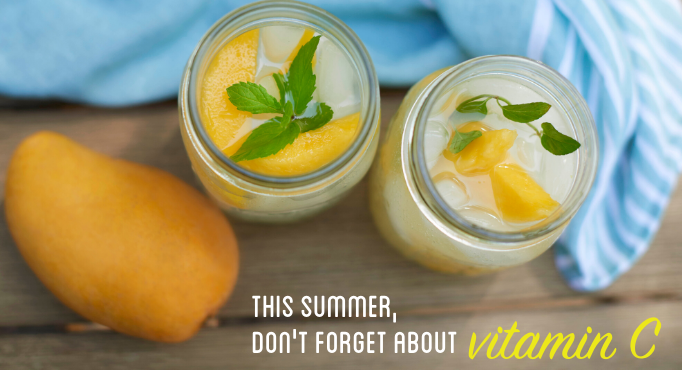 THIS SUMMER,
DON'T FORGET ABOUT vitamin C